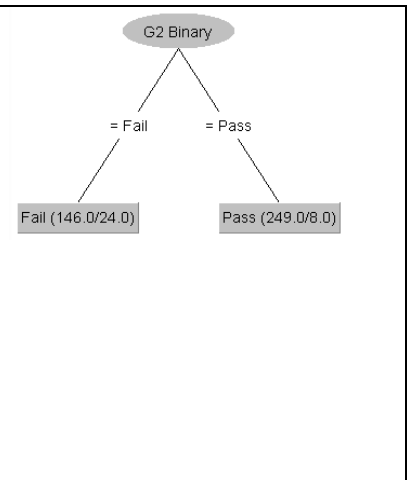 G2 Binary
= Fail = Pass
Fail (146.0/24.0) Pass (249.0/8.0)